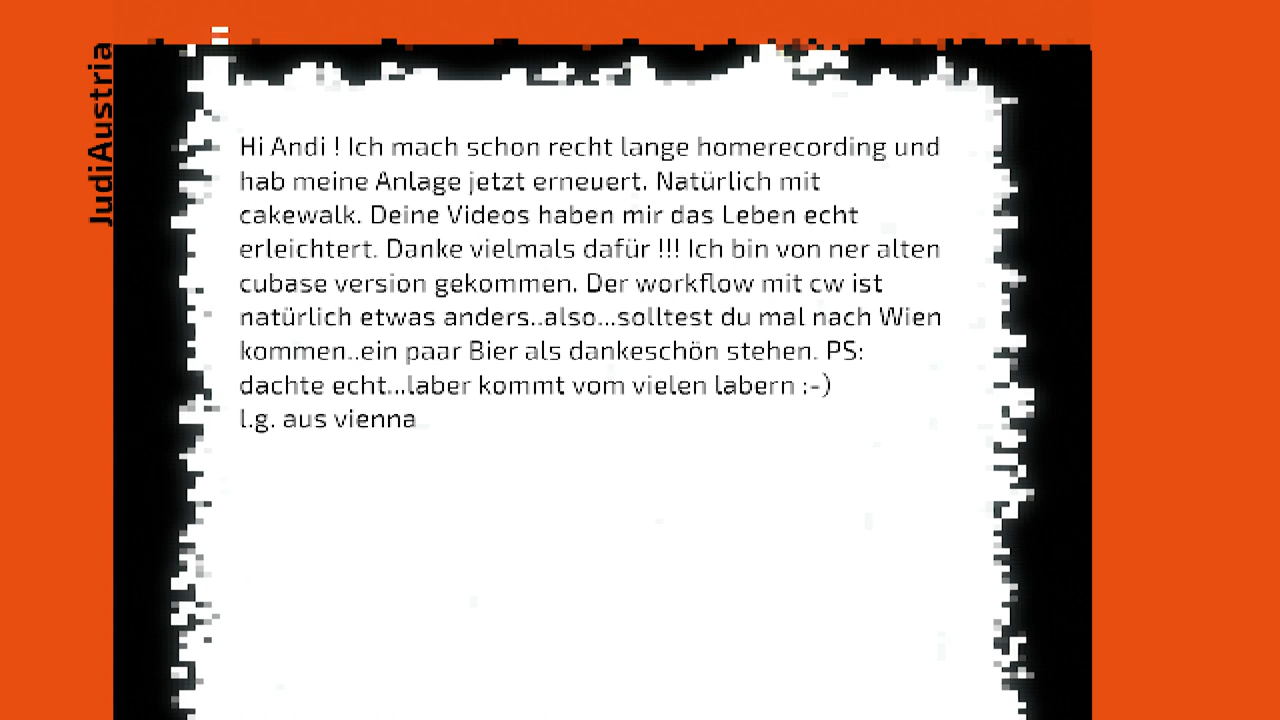 JudiAustria
Hi Andi ! Ich mach schon recht lange homerecording und
hab meine Anlage jetzt erneuert. Natürlich mit
cakewalk. Deine Videos haben mir das Leben echt
erleichtert. Danke vielmals dafür !!! Ich bin von ner alten
cubase version gekommen. Der workflow mit cw ist
natürlich etwas anders..also...solltest du mal nach Wien
kommen..ein paar Bier als dankeschön stehen. PS:
dachte echt...laber kommt vom vielen labern :-)
l.g. aus vienna